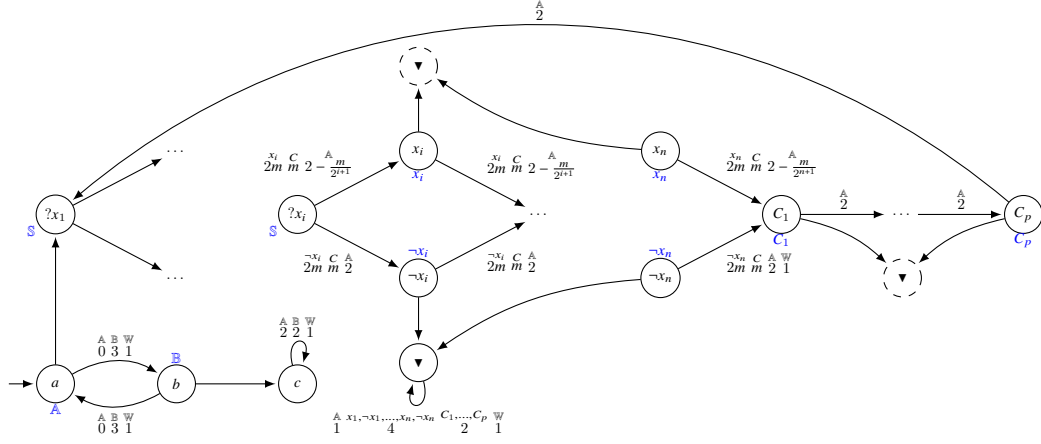 𝔸
2
▼
x_i C 𝔸
2m m 2 − m/2^{i+1}
x_i
x_i
x_i C 𝔸
2m m 2 − m/2^{i+1}
x_n
x_n
x_n C 𝔸
2m m 2 − m/2^{n+1}
...
?x_1
𝕊
...
?x_i
𝕊
...
C_1
C_1
𝔸
2
...
𝔸
2
C_p
C_p
¬x_i C 𝔸
2m m 2
¬x_i
¬x_i
¬x_i C 𝔸
2m m 2
¬x_n
¬x_n
¬x_n C 𝔸 𝕎
2m m 2 1
▼
𝔸 𝔹 𝕎
0 3 1
𝔸 𝔹 𝕎
2 2 1
a
𝔸
b
𝔹
c
▼
𝔸 𝔹 𝕎
0 3 1
𝔸 x_1,¬x_1,...,x_n,¬x_n C_1,...,C_p 𝕎
1 4 2 1